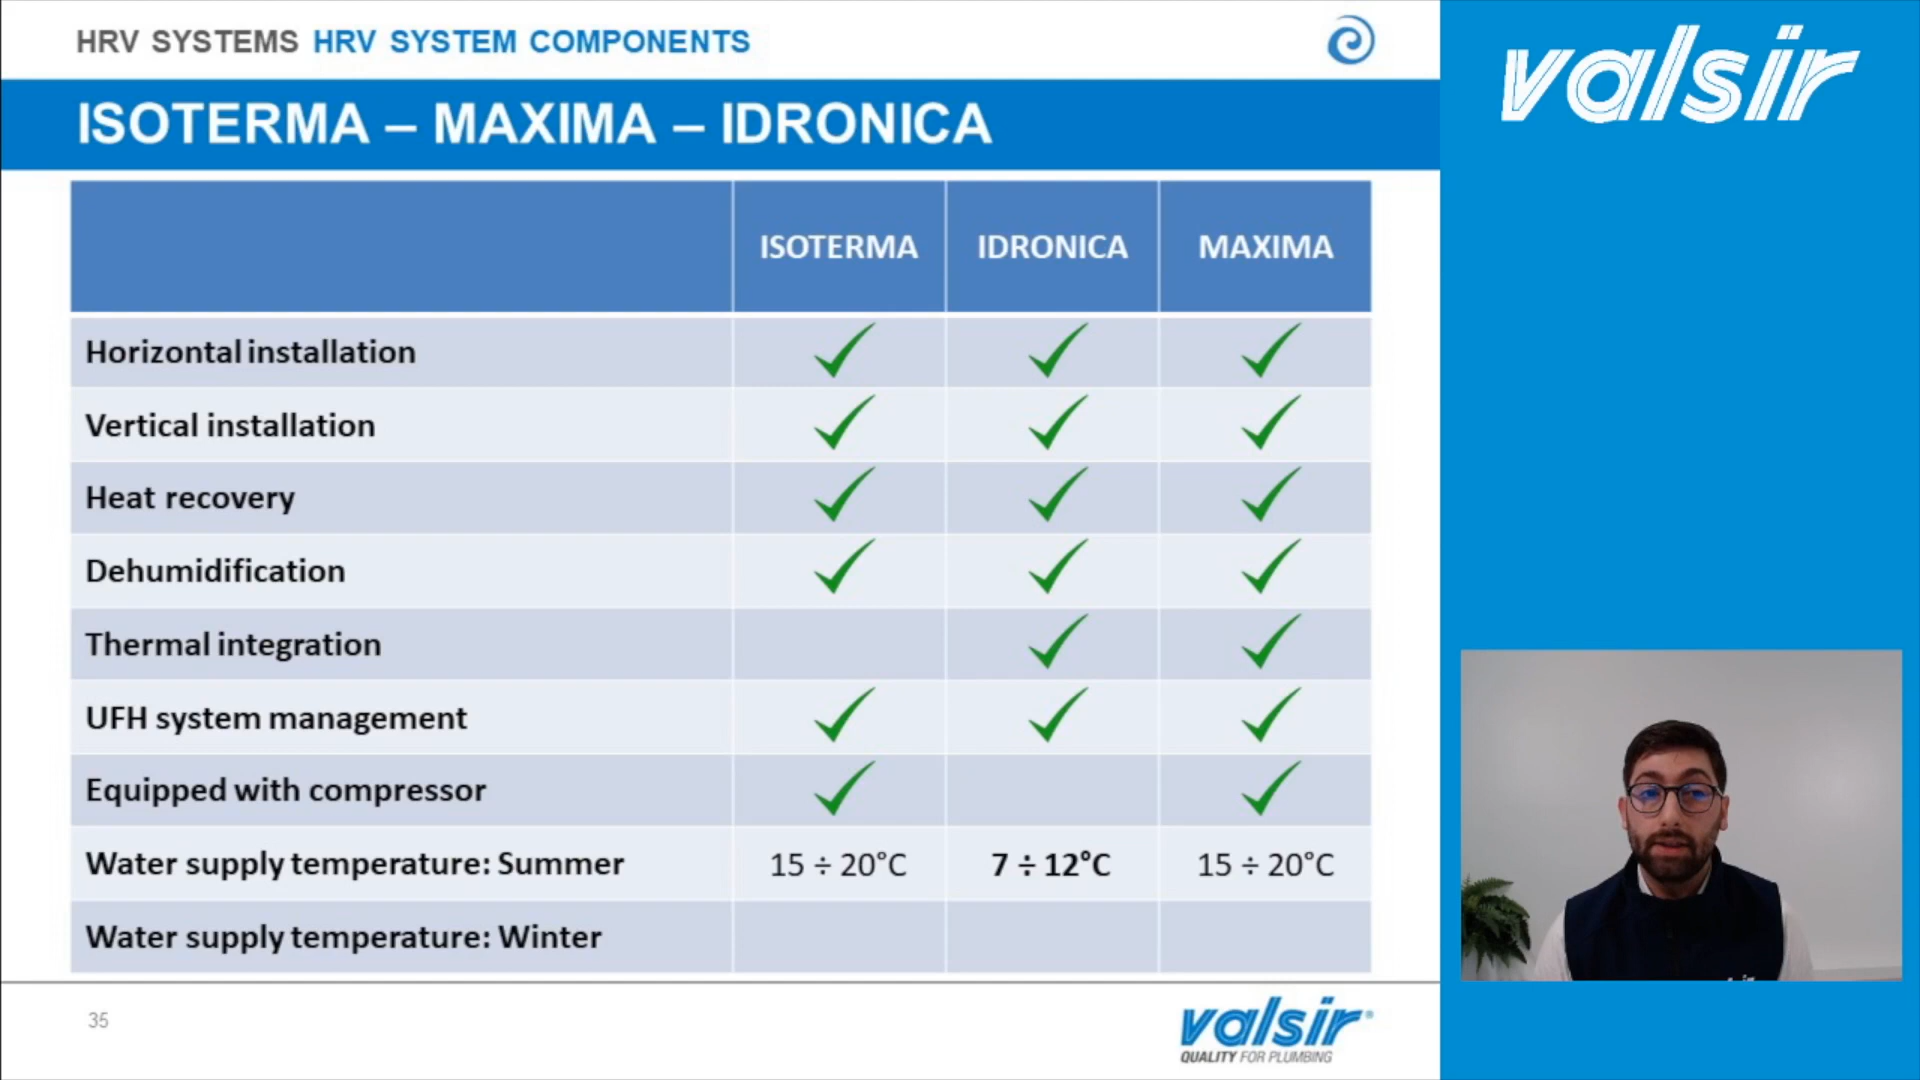 HRV SYSTEMS HRV SYSTEM COMPONENTS
valsir
ISOTERMA – MAXIMA – IDRONICA
ISOTERMA IDRONICA MAXIMA
Horizontal installation
Vertical installation
Heat recovery
Dehumidification
Thermal integration
UFH system management
Equipped with compressor
Water supply temperature: Summer 15 ÷ 20°C 7 ÷ 12°C 15 ÷ 20°C
Water supply temperature: Winter
35
valsir®
QUALITY FOR PLUMBING